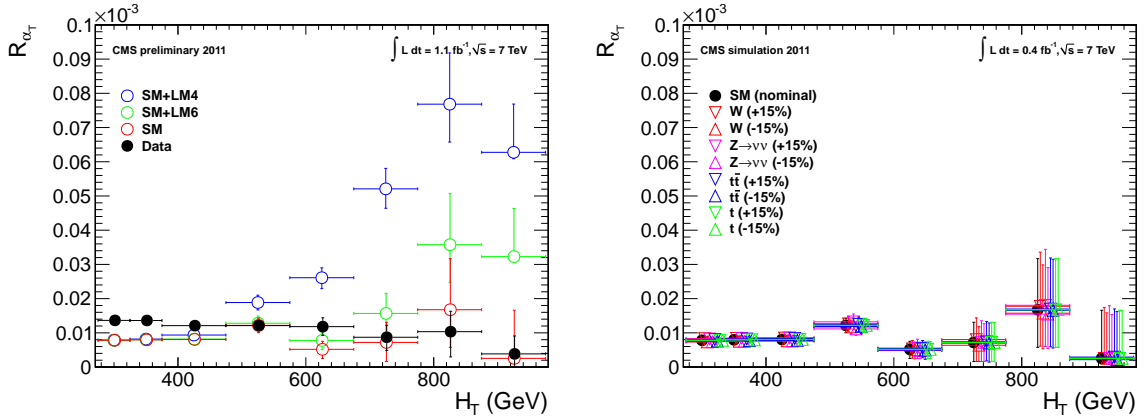 ×10⁻³
R_{α_T}
0.1
0.09
0.08
0.07
0.06
0.05
0.04
0.03
0.02
0.01
0
CMS preliminary 2011
∫ L dt = 1.1 fb⁻¹, √s = 7 TeV
SM+LM4
SM+LM6
SM
Data
400 600 800
H_T (GeV)
×10⁻³
R_{α_T}
0.1
0.09
0.08
0.07
0.06
0.05
0.04
0.03
0.02
0.01
0
CMS simulation 2011
∫ L dt = 0.4 fb⁻¹, √s = 7 TeV
SM (nominal)
W (+15%)
W (-15%)
Z→νν (+15%)
Z→νν (-15%)
tt̄ (+15%)
tt̄ (-15%)
t (+15%)
t (-15%)
400 600 800
H_T (GeV)